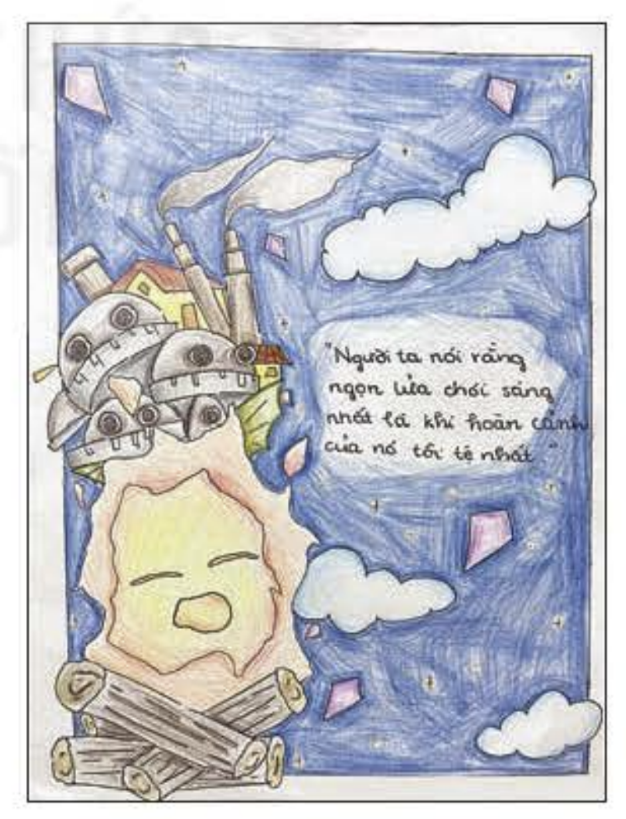 "Người ta nói rằng
ngọn lửa chói sáng
nhất là khi hoàn cảnh
của nó tồi tệ nhất "